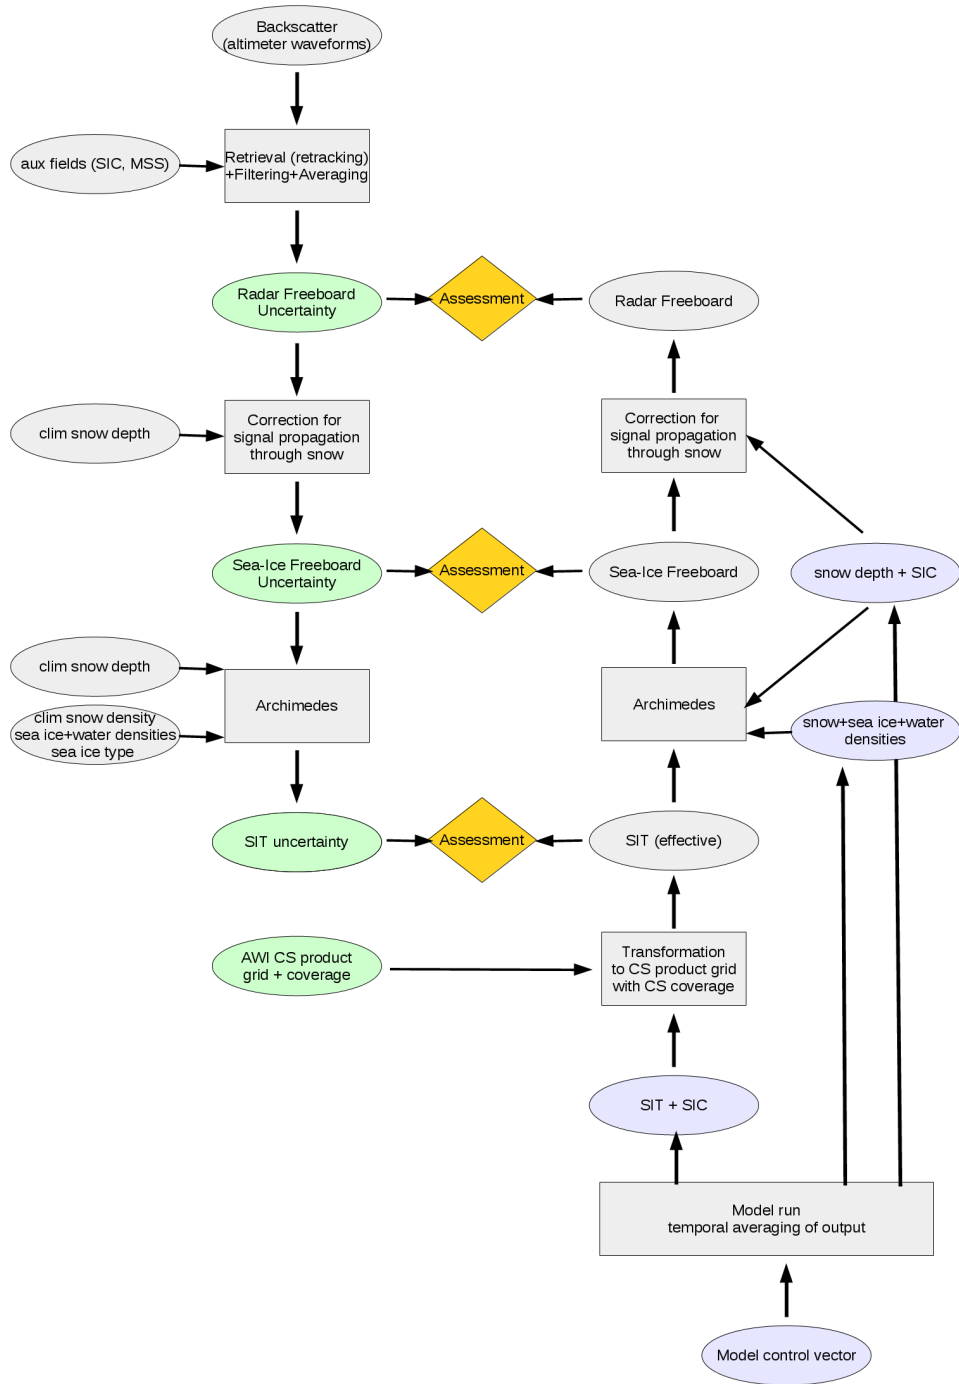 Backscatter
(altimeter waveforms)
aux fields (SIC, MSS)
Retrieval (retracking)
+Filtering+Averaging
Radar Freeboard
Uncertainty
Assessment
Radar Freeboard
clim snow depth
Correction for
signal propagation
through snow
Correction for
signal propagation
through snow
Sea-Ice Freeboard
Uncertainty
Assessment
Sea-Ice Freeboard
snow depth + SIC
clim snow depth
clim snow density
sea ice+water densities
sea ice type
Archimedes
Archimedes
snow+sea ice+water
densities
SIT uncertainty
Assessment
SIT (effective)
AWI CS product
grid + coverage
Transformation
to CS product grid
with CS coverage
SIT + SIC
Model run
temporal averaging of output
Model control vector